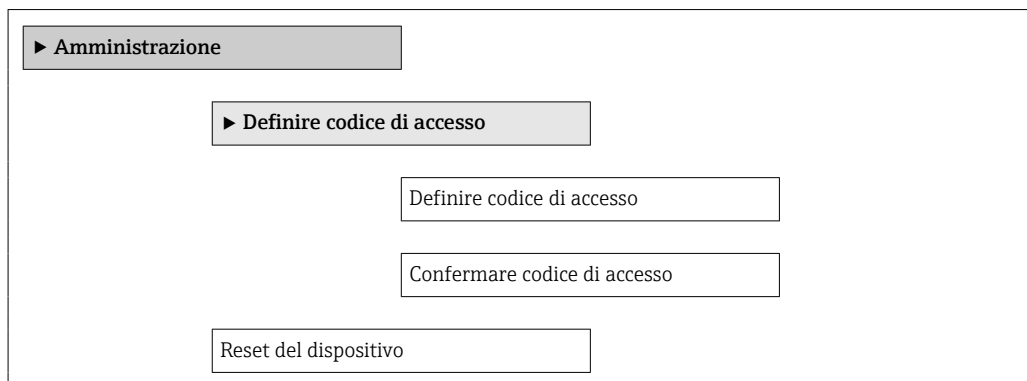 ▶ Amministrazione
▶ Definire codice di accesso
Definire codice di accesso
Confermare codice di accesso
Reset del dispositivo